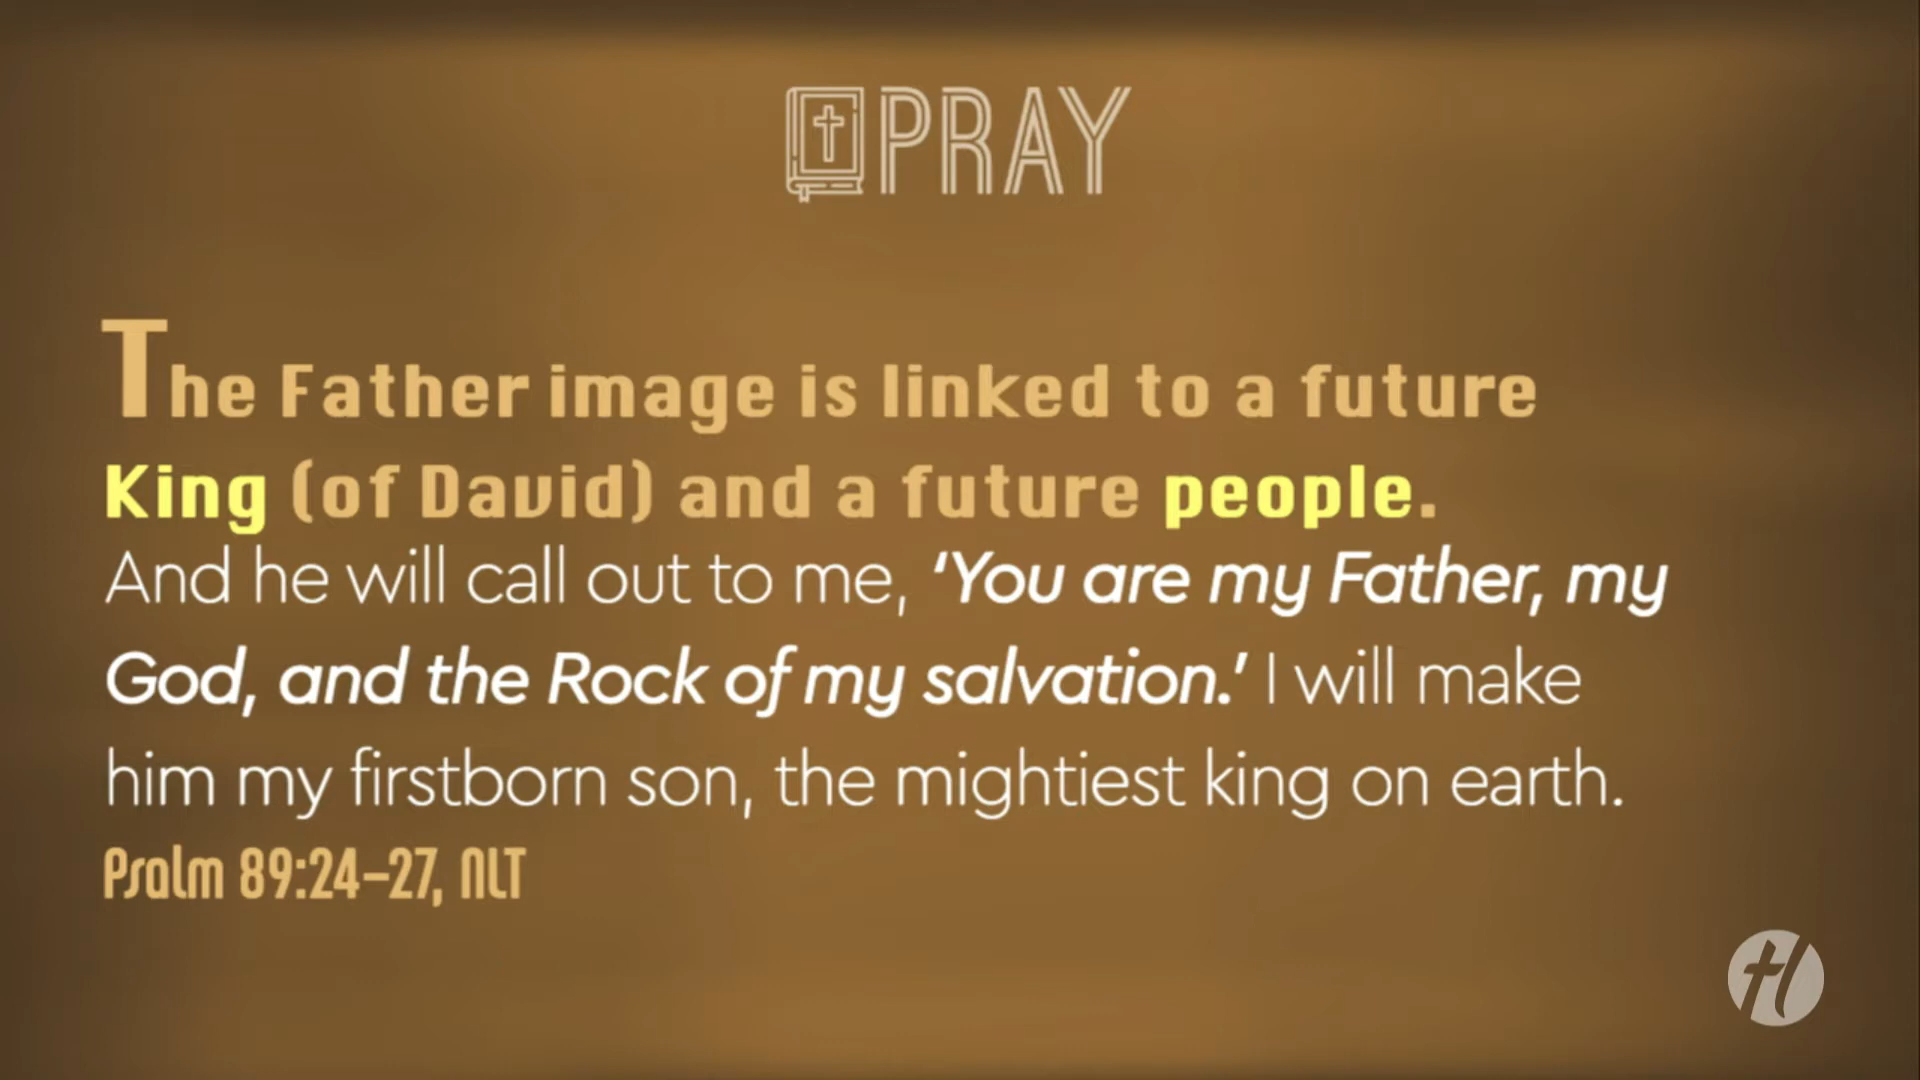 PRAY
The Father image is linked to a future
King (of David) and a future people.
And he will call out to me, ‘You are my Father, my
God, and the Rock of my salvation.’ I will make
him my firstborn son, the mightiest king on earth.
Psalm 89:24–27, NLT